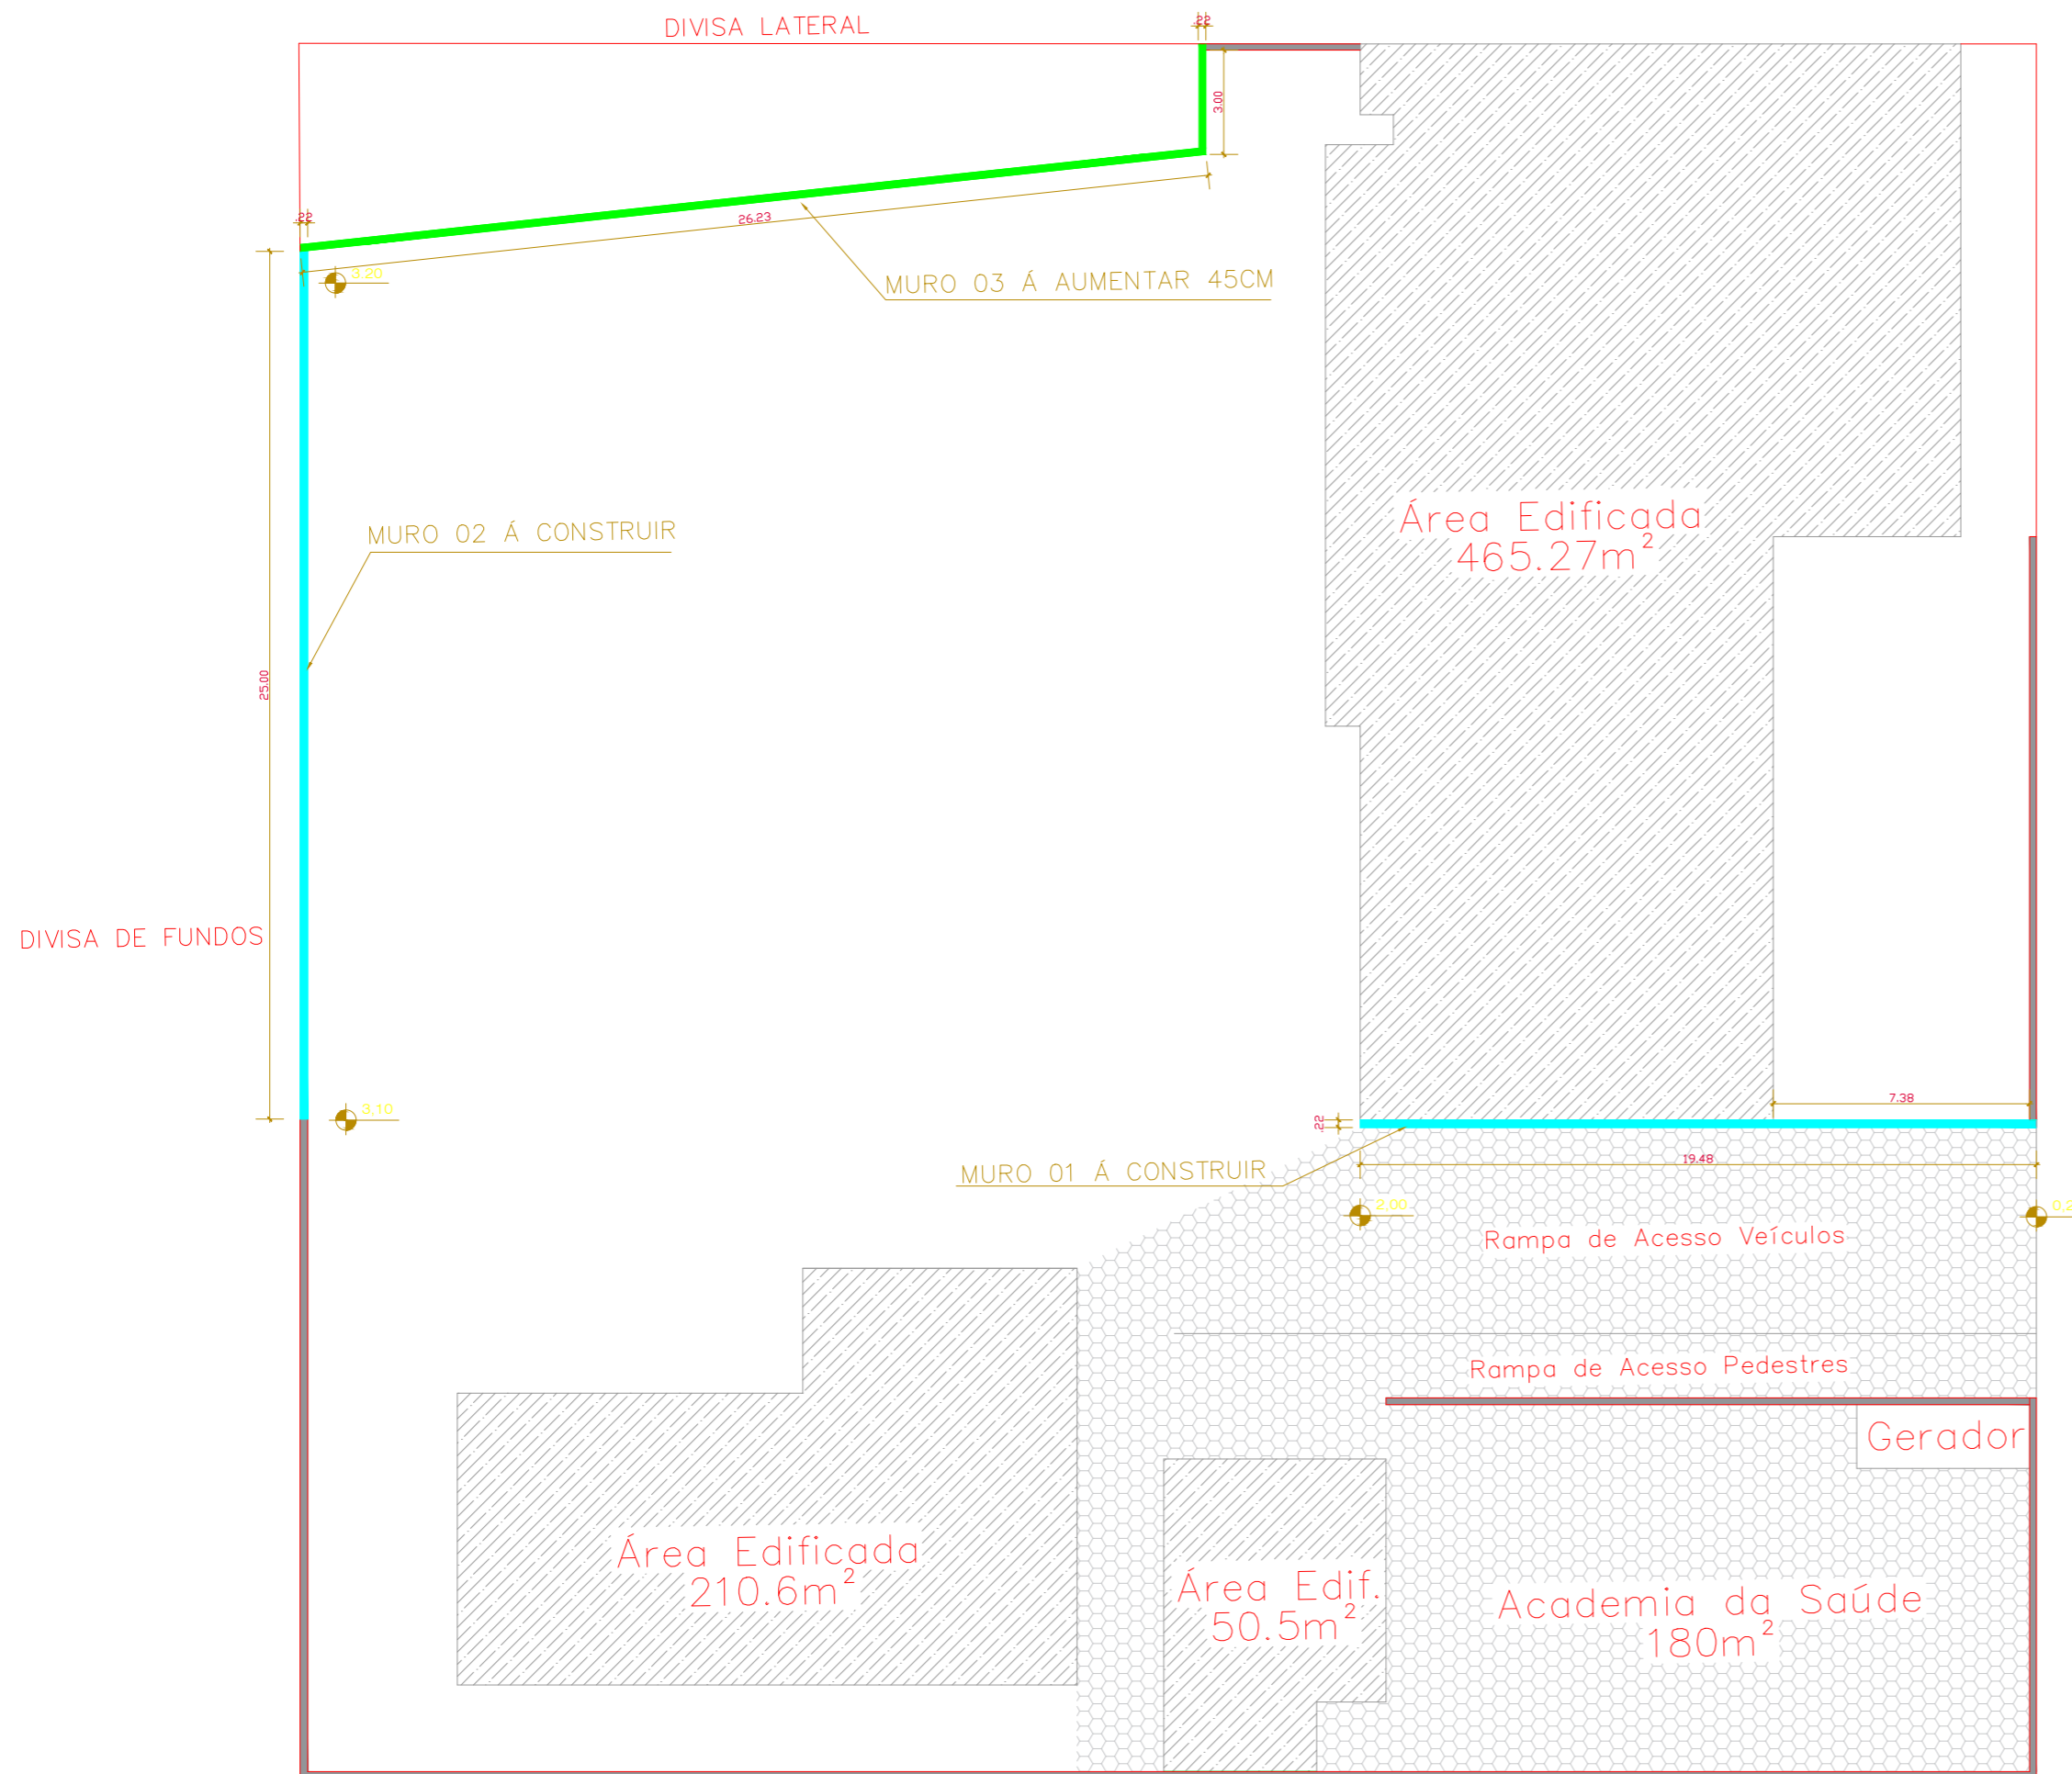 DIVISA LATERAL
.22
3.00
.22
26.23
3.20
MURO 03 Á AUMENTAR 45CM
Área Edificada
465.27m²
MURO 02 Á CONSTRUIR
25.00
DIVISA DE FUNDOS
3,10
7.38
.22
MURO 01 Á CONSTRUIR
19.48
2,00
Rampa de Acesso Veículos
Rampa de Acesso Pedestres
Gerador
Área Edificada
210.6m²
Área Edif.
50.5m²
Academia da Saúde
180m²